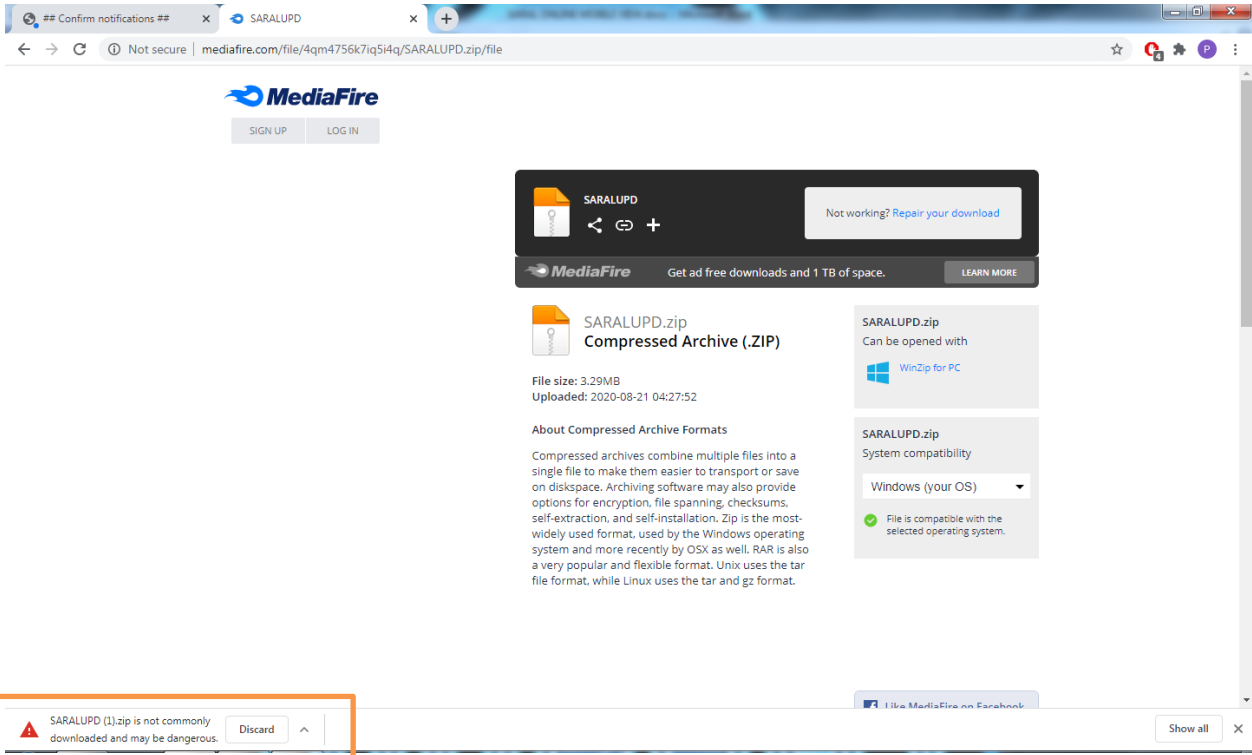 ## Confirm notifications ##
SARALUPD
Not secure | mediafire.com/file/4qm4756k7iq5i4q/SARALUPD.zip/file
4
P
MediaFire
SIGN UP
LOG IN
SARALUPD
Not working? Repair your download
MediaFire
Get ad free downloads and 1 TB of space.
LEARN MORE
SARALUPD.zip
Compressed Archive (.ZIP)
File size: 3.29MB
Uploaded: 2020-08-21 04:27:52
About Compressed Archive Formats
Compressed archives combine multiple files into a
single file to make them easier to transport or save
on diskspace. Archiving software may also provide
options for encryption, file spanning, checksums,
self-extraction, and self-installation. Zip is the most-
widely used format, used by the Windows operating
system and more recently by OSX as well. RAR is also
a very popular and flexible format. Unix uses the tar
file format, while Linux uses the tar and gz format.
SARALUPD.zip
Can be opened with
WinZip for PC
SARALUPD.zip
System compatibility
Windows (your OS)
File is compatible with the
selected operating system.
Like MediaFire on Facebook
SARALUPD (1).zip is not commonly
downloaded and may be dangerous.
Discard
Show all